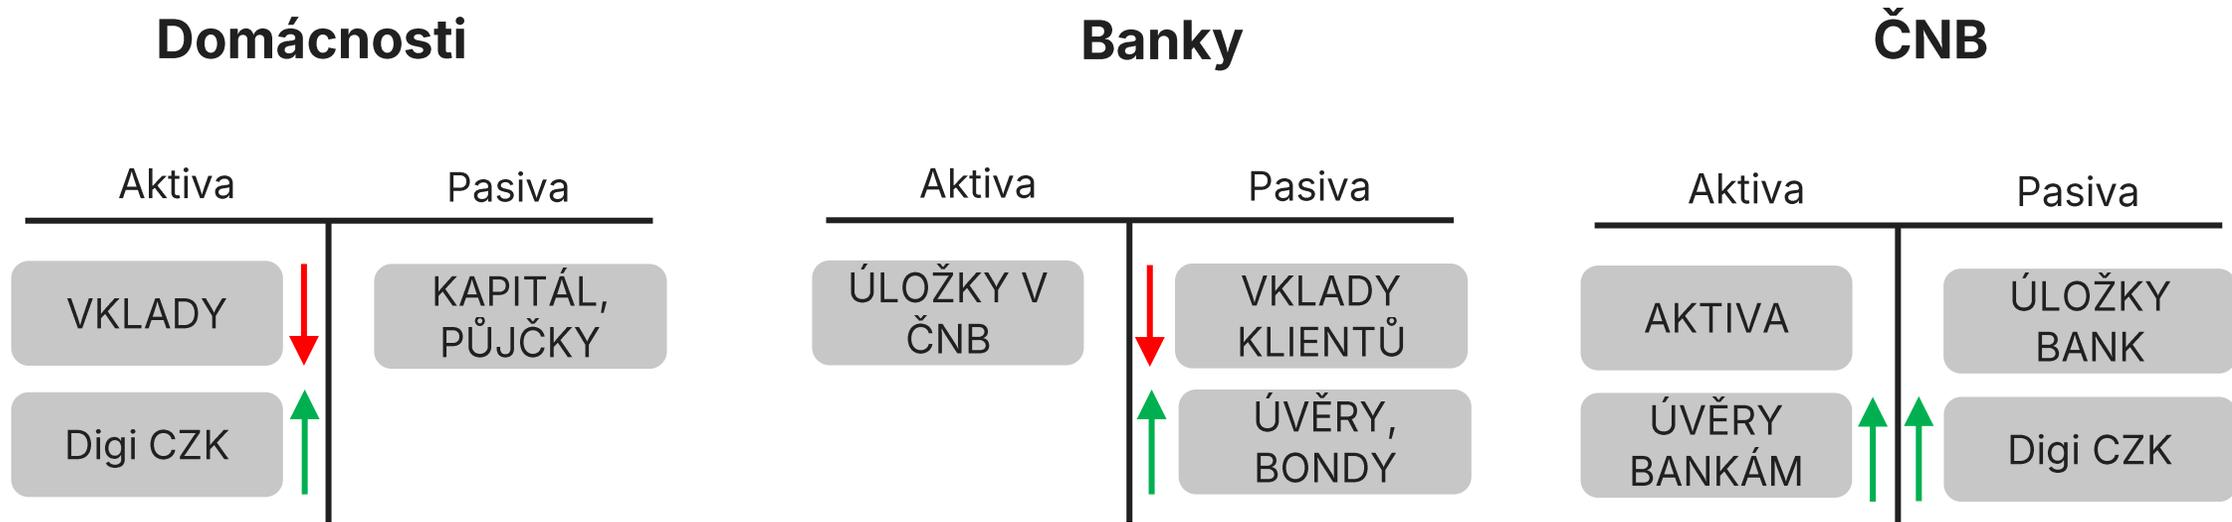 Domácnosti
Banky
ČNB
Aktiva
Pasiva
Aktiva
Pasiva
Aktiva
Pasiva
VKLADY
KAPITÁL,
PŮJČKY
ÚLOŽKY V
ČNB
VKLADY
KLIENTŮ
AKTIVA
ÚLOŽKY
BANK
Digi CZK
ÚVĚRY,
BONDY
ÚVĚRY
BANKÁM
Digi CZK